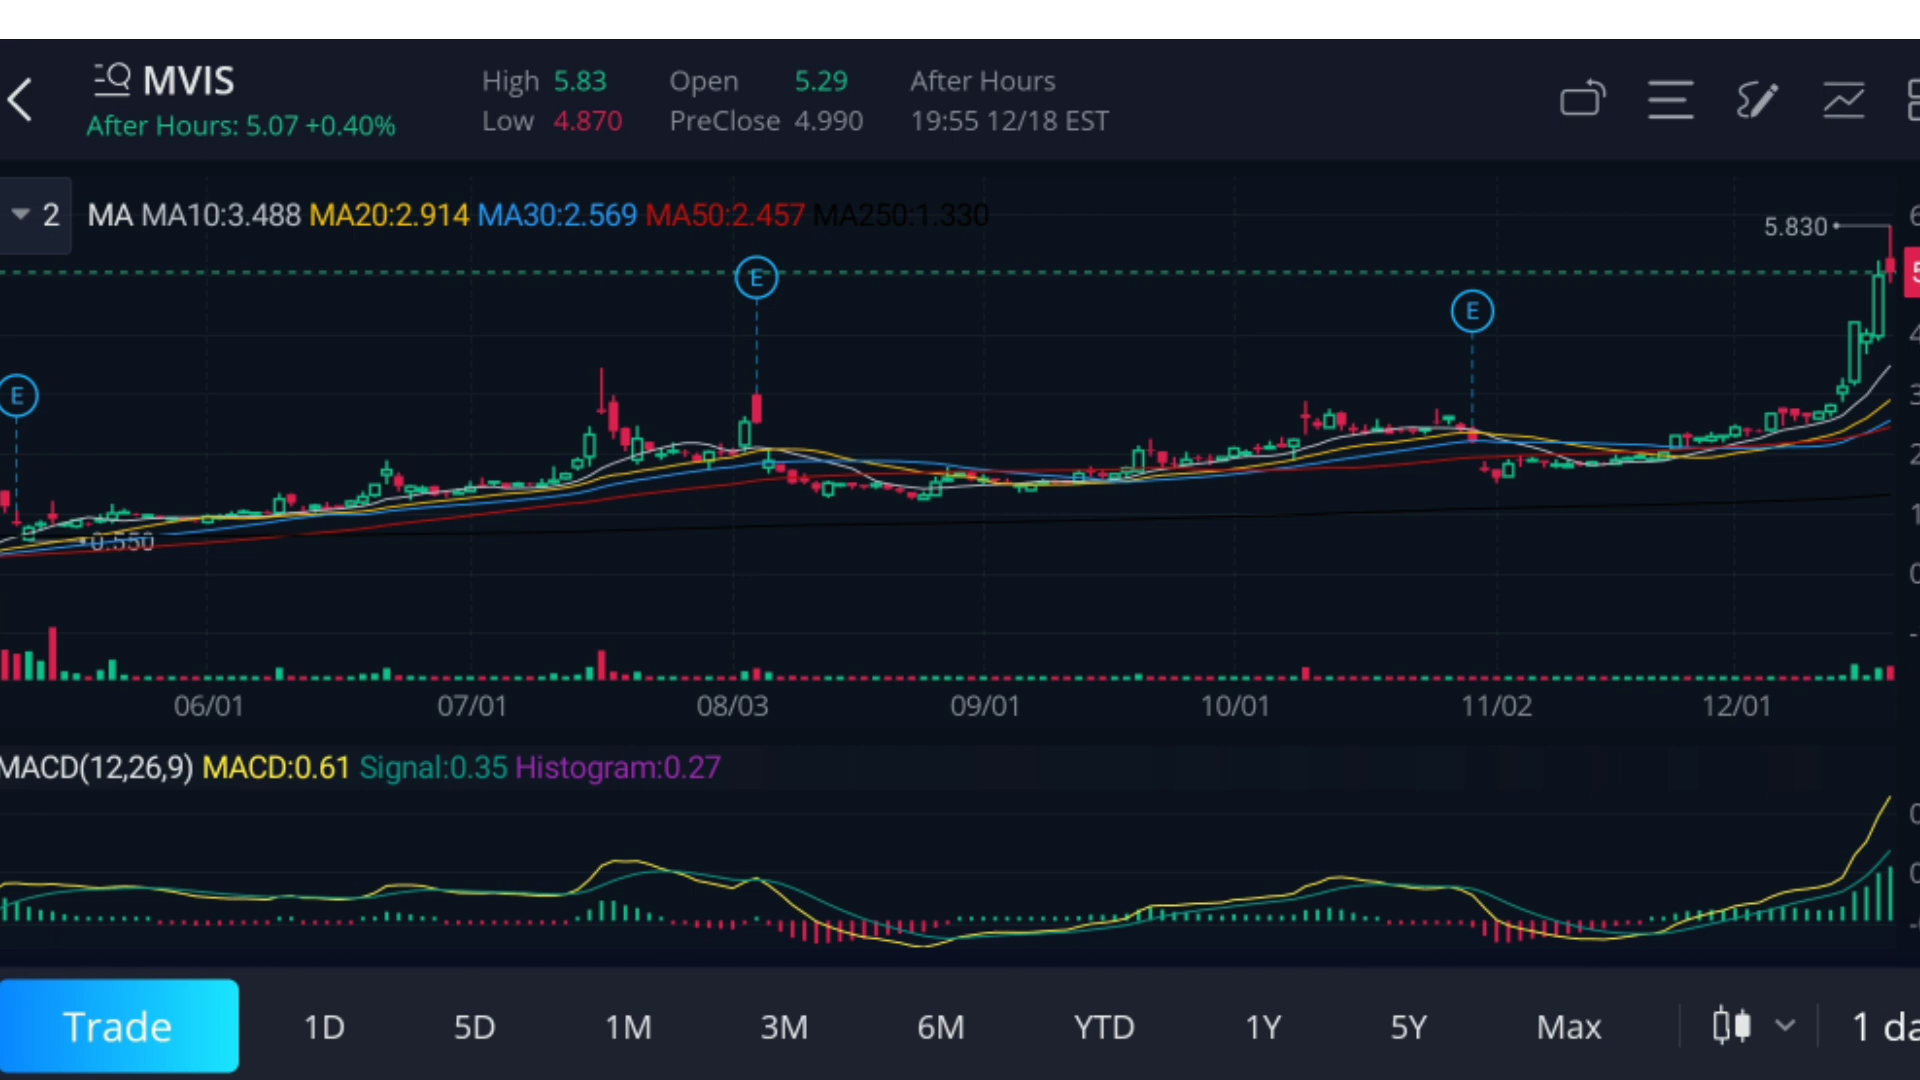 MVIS
After Hours: 5.07 +0.40%
High 5.83 Open 5.29 After Hours
Low 4.870 PreClose 4.990 19:55 12/18 EST
2 MA MA10:3.488 MA20:2.914 MA30:2.569 MA50:2.457 MA250:1.330
5.830
E
E
E
0.550
06/01 07/01 08/03 09/01 10/01 11/02 12/01
MACD(12,26,9) MACD:0.61 Signal:0.35 Histogram:0.27
Trade 1D 5D 1M 3M 6M YTD 1Y 5Y Max 1